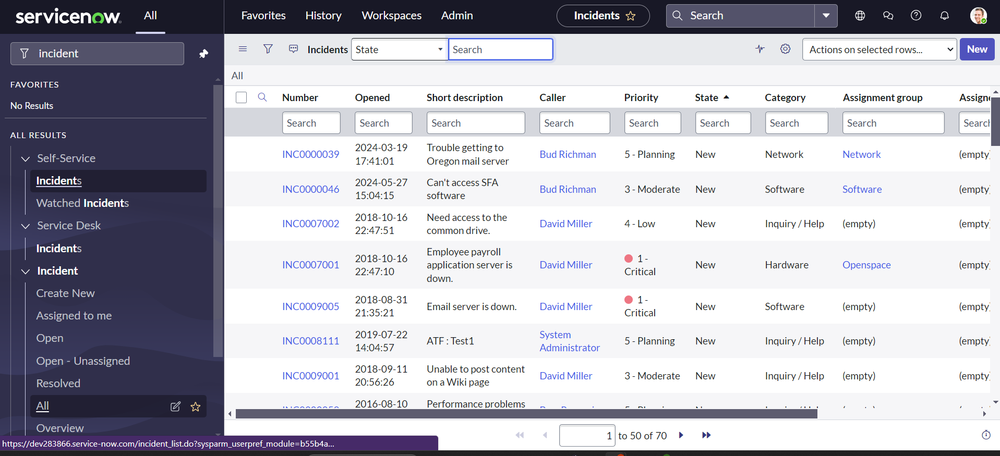 servicenow
All
Favorites
History
Workspaces
Admin
Incidents
Search
incident
FAVORITES
No Results
ALL RESULTS
Self-Service
Incidents
Watched Incidents
Service Desk
Incidents
Incident
Create New
Assigned to me
Open
Open - Unassigned
Resolved
All
Overview
https://dev283866.service-now.com/incident_list.do?sysparm_userpref_module=b55b4a...
Incidents
State
Search
Actions on selected rows...
New
All
Number Opened Short description Caller Priority State Category Assignment group
Search Search Search Search Search Search Search Search Search
INC0000039 2024-03-19 17:41:01 Trouble getting to Oregon mail server Bud Richman 5 - Planning New Network Network (empty)
INC0000046 2024-05-27 15:04:15 Can't access SFA software Bud Richman 3 - Moderate New Software Software (empty)
INC0007002 2018-10-16 22:47:51 Need access to the common drive. David Miller 4 - Low New Inquiry / Help (empty) (empty)
INC0007001 2018-10-16 22:47:10 Employee payroll application server is down. David Miller 1 - Critical New Hardware Openspace (empty)
INC0009005 2018-08-31 21:35:21 Email server is down. David Miller 1 - Critical New Software (empty) (empty)
INC0008111 2019-07-22 14:04:57 ATF : Test1 System Administrator 5 - Planning New Inquiry / Help (empty) (empty)
INC0009001 2018-09-11 20:56:26 Unable to post content on a Wiki page David Miller 3 - Moderate New Inquiry / Help (empty) (empty)
2016-08-10 Performance problems
1 to 50 of 70